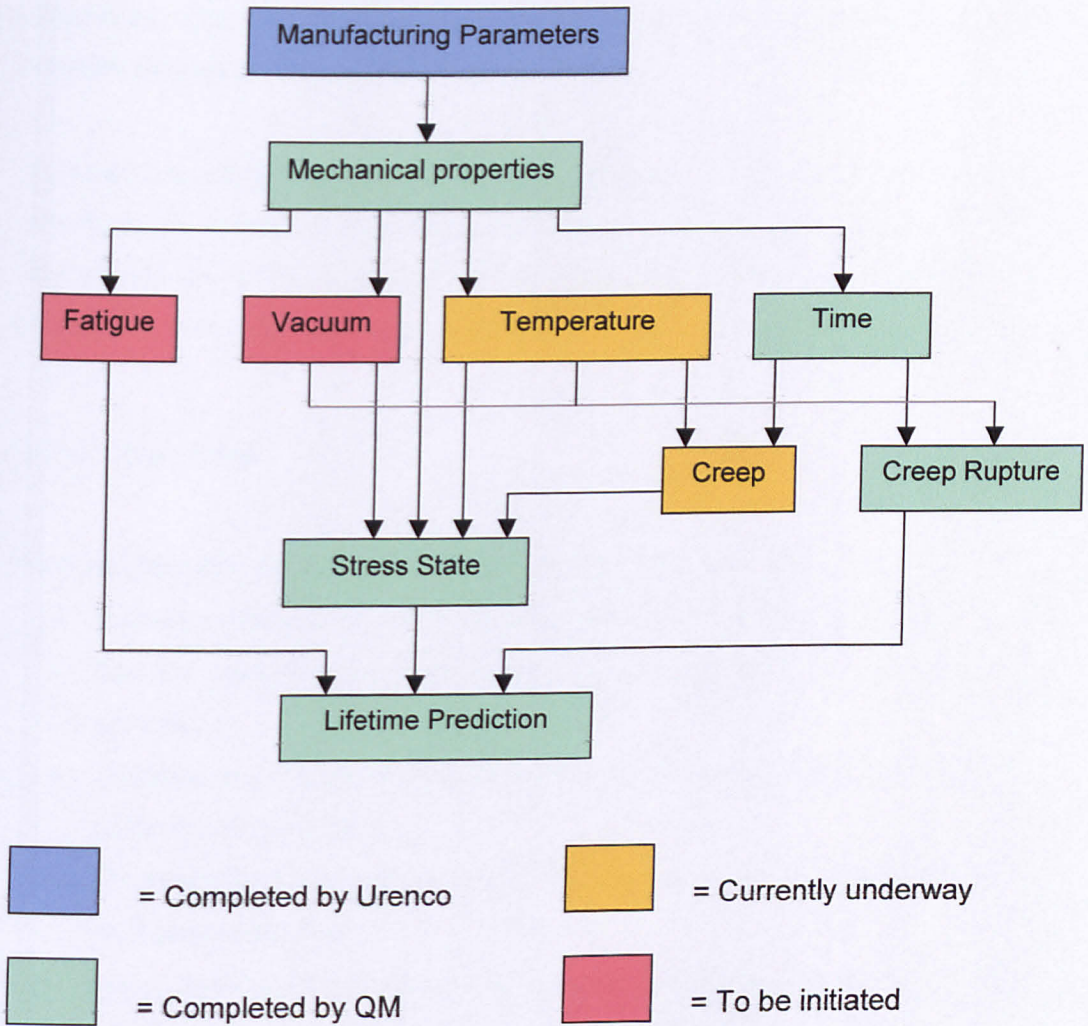 Manufacturing Parameters
Mechanical properties
Fatigue
Vacuum
Temperature
Time
Creep
Creep Rupture
Stress State
Lifetime Prediction
= Completed by Urenco
= Currently underway
= Completed by QM
= To be initiated